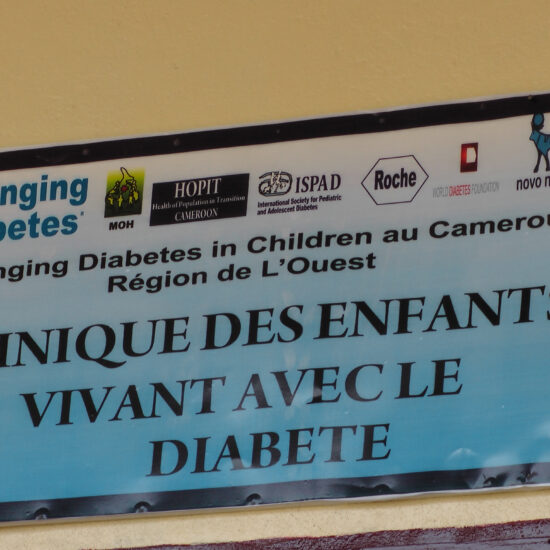 nging
betes
MOH
HOPIT
Health of Population in Transition
CAMEROON
ISPAD
International Society for Pediatric
and Adolescent Diabetes
Roche
WORLD DIABETES FOUNDATION
novo n
nging Diabetes in Children au Camerou
Région de L'Ouest
INIQUE DES ENFANTS
VIVANT AVEC LE
DIABETE